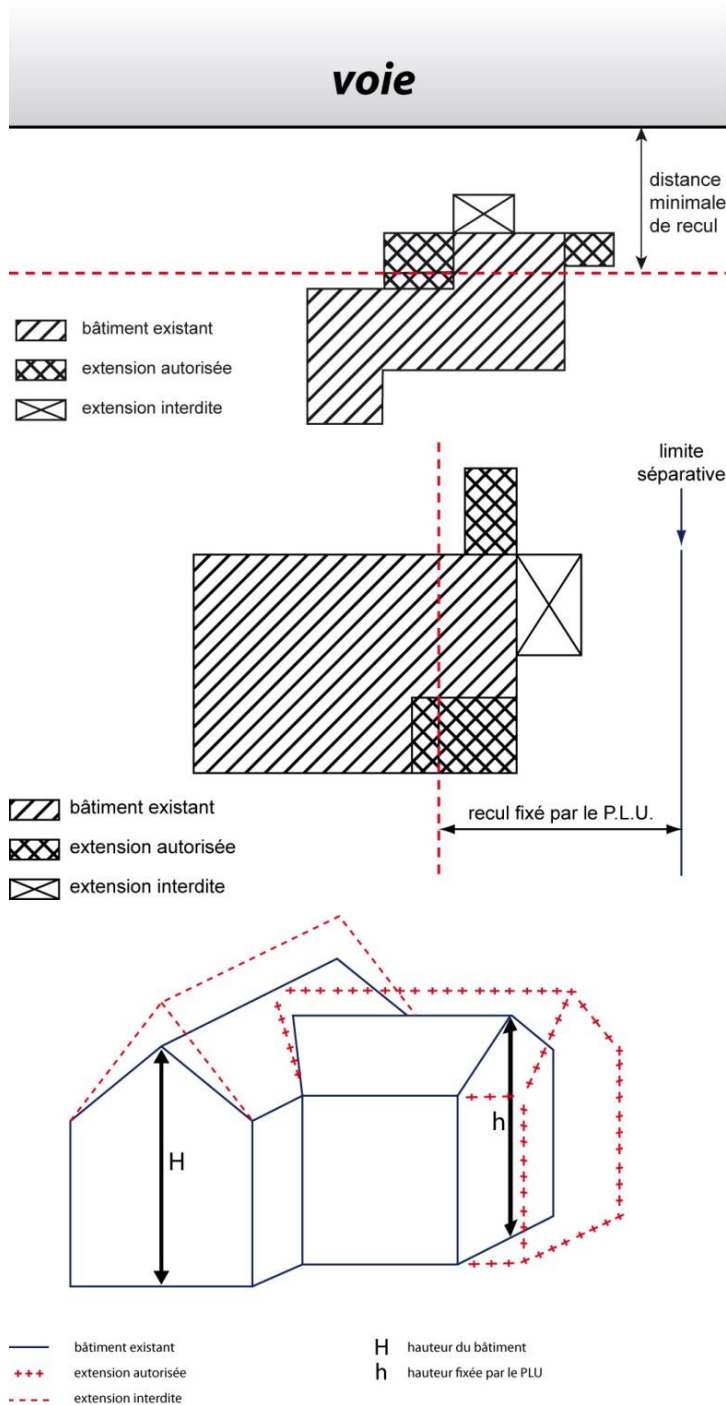 voie
distance
minimale
de recul
bâtiment existant
extension autorisée
extension interdite
limite
séparative
bâtiment existant
extension autorisée
extension interdite
recul fixé par le P.L.U.
H
h
bâtiment existant
extension autorisée
extension interdite
H hauteur du bâtiment
h hauteur fixée par le PLU